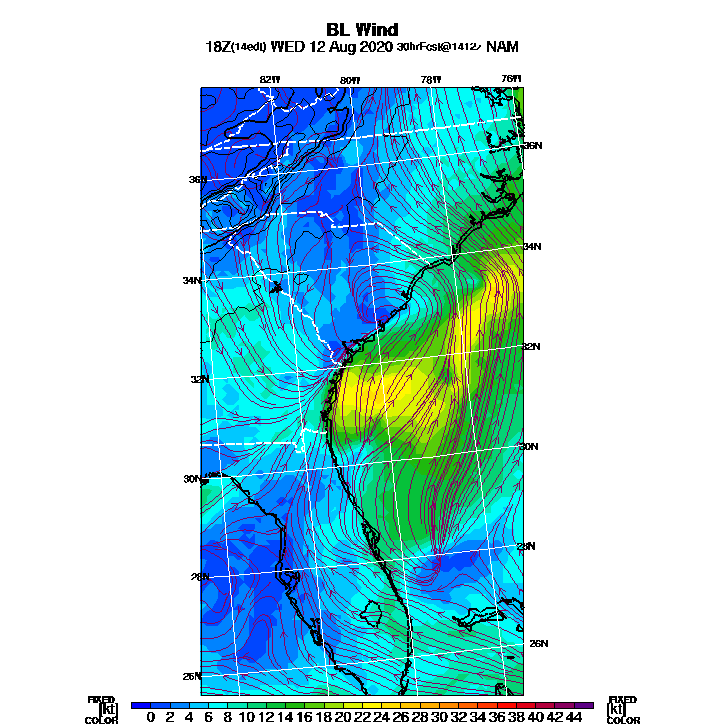 BL Wind
18Z(14edt) WED 12 Aug 2020 30hrFcst@1412z NAM
82W 80W 78W 76W
36N
36N
34N
34N
32N
32N
30N
30N
28N
28N
26N
26N
FIXED FIXED
[kt] 0 2 4 6 8 10 12 14 16 18 20 22 24 26 28 30 32 34 36 38 40 42 44 [kt]
COLOR COLOR